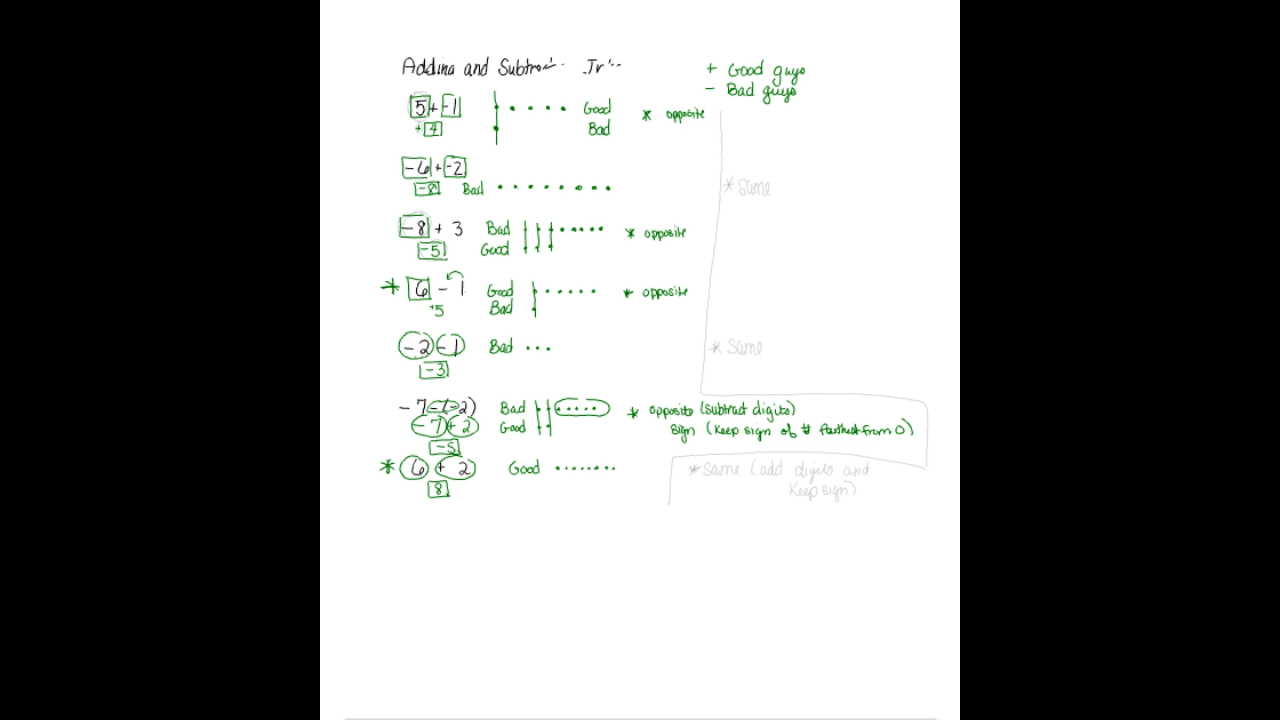 Adding and Subtr
+ Good guys
- Bad guys
5 + -1 Good * opposite
+4 Bad
-6 + -2
-8 Bad * Same
-8 + 3 Bad * opposite
-5 Good
* 6 - 1 Good * opposite
+5 Bad
-2 - 1 Bad * Same
-3
-7 - (-2) Bad * opposite (subtract digits)
-7 + 2 Good sign (keep sign of # farthest from 0)
-5
* 6 + 2 Good * Same (add digits and
8 Keep sign)